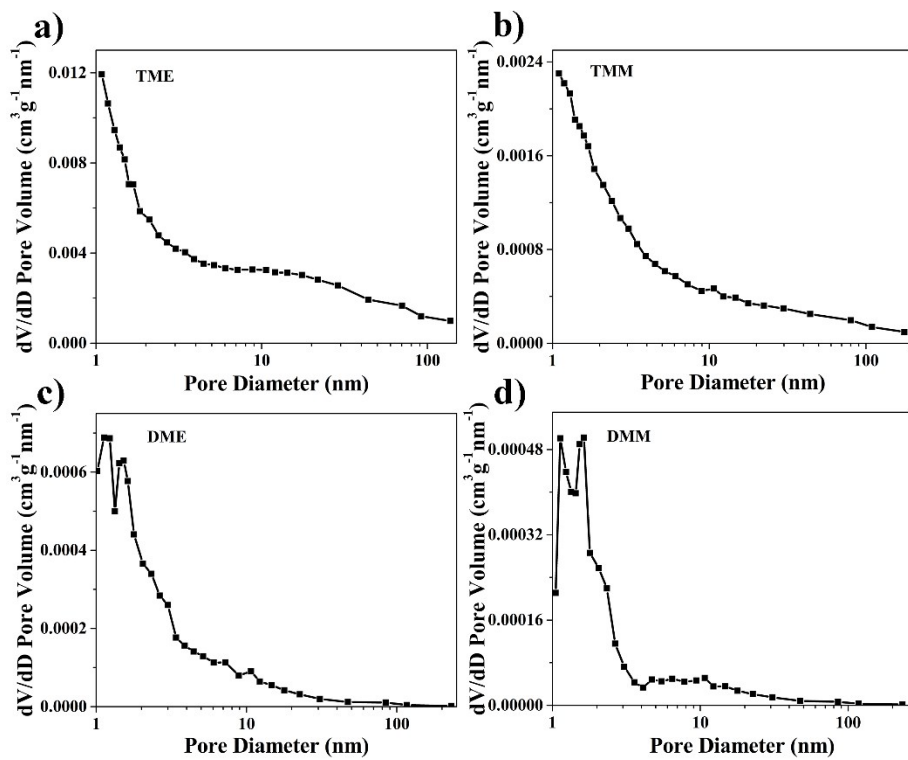 a)
TME
dV/dD Pore Volume (cm³g⁻¹nm⁻¹)
0.012
0.008
0.004
0.000
1 10 100
Pore Diameter (nm)
b)
TMM
dV/dD Pore Volume (cm³g⁻¹nm⁻¹)
0.0024
0.0016
0.0008
0.0000
1 10 100
Pore Diameter (nm)
c)
DME
dV/dD Pore Volume (cm³g⁻¹nm⁻¹)
0.0006
0.0004
0.0002
0.0000
1 10 100
Pore Diameter (nm)
d)
DMM
dV/dD Pore Volume (cm³g⁻¹nm⁻¹)
0.00048
0.00032
0.00016
0.00000
1 10 100
Pore Diameter (nm)